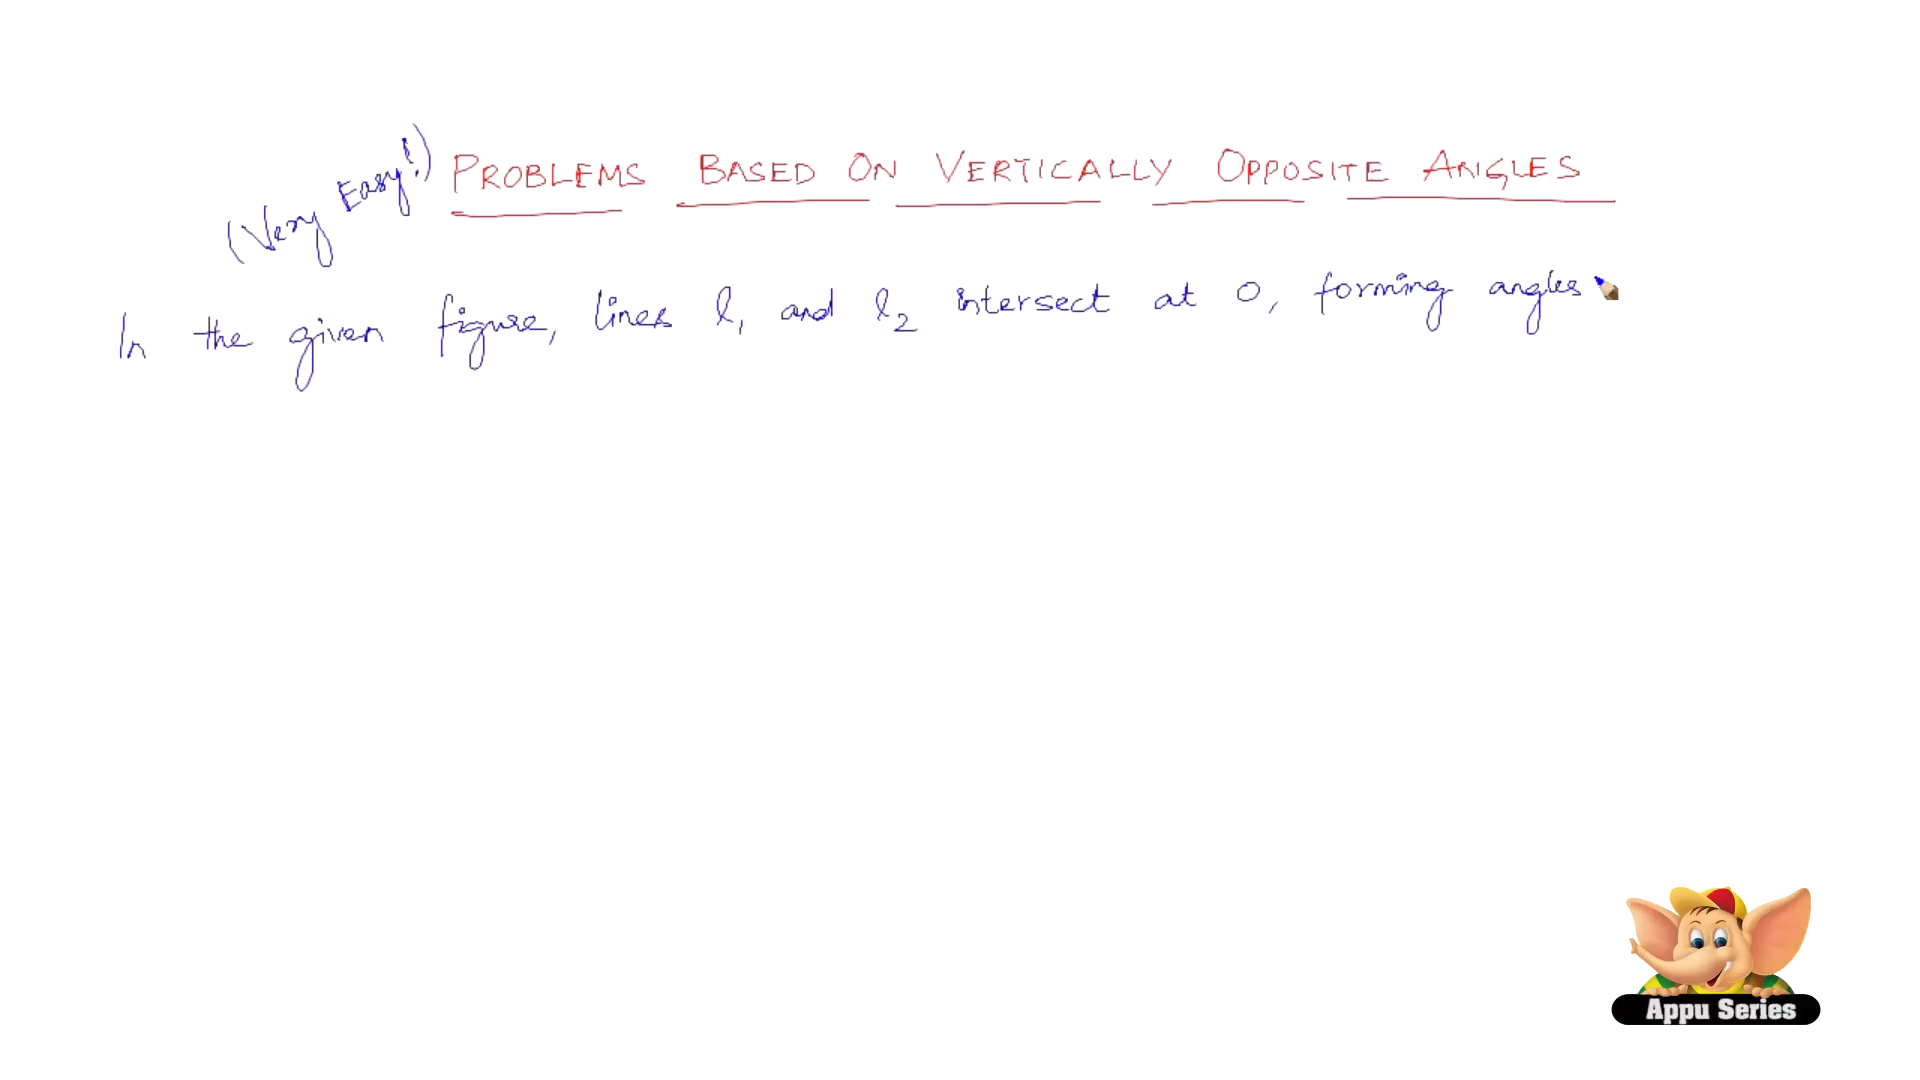 (Very Easy!) PROBLEMS BASED ON VERTICALLY OPPOSITE ANGLES
In the given figure, lines l₁ and l₂ intersect at O, forming angles
Appu Series